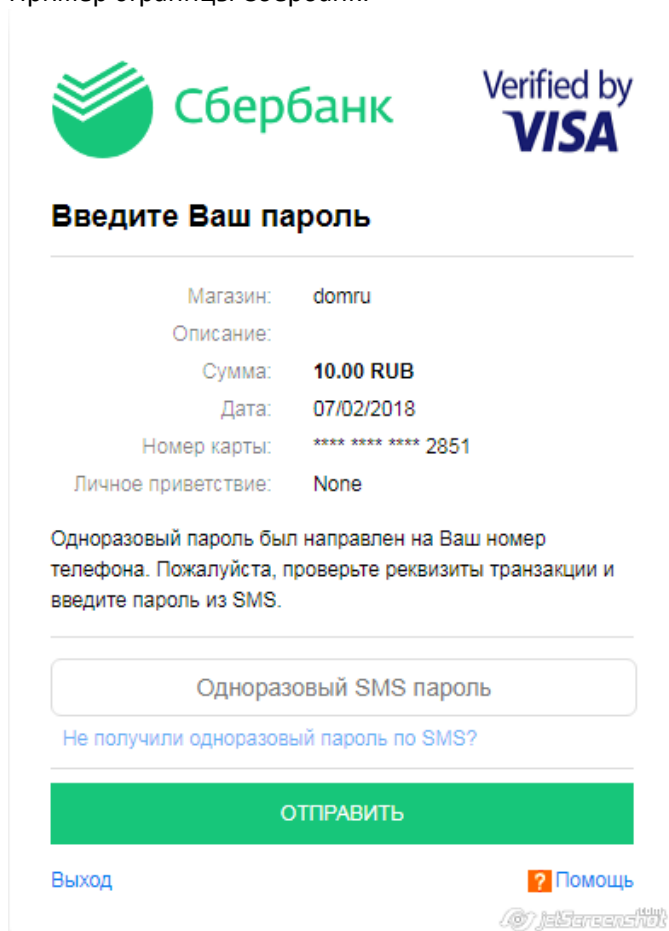 Сбербанк
Verified by
VISA
Введите Ваш пароль
Магазин: domru
Описание:
Сумма: 10.00 RUB
Дата: 07/02/2018
Номер карты: **** **** **** 2851
Личное приветствие: None
Одноразовый пароль был направлен на Ваш номер
телефона. Пожалуйста, проверьте реквизиты транзакции и
введите пароль из SMS.
Одноразовый SMS пароль
Не получили одноразовый пароль по SMS?
ОТПРАВИТЬ
Выход
? Помощь
jetScreenshot
.com